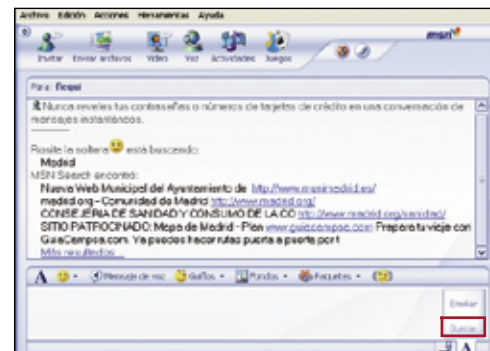 Archivo Edición Acciones Herramientas Ayuda
msn
Invitar Enviar archivos Vídeo Voz Actividades Juegos
Para: flequi
Nunca reveles tus contraseñas o números de tarjetas de crédito en una conversación de
mensajes instantáneos.
Rosita la soltera está buscando:
Madrid
MSN Search encontró:
Nueva Web Municipal del Ayuntamiento de http://www.munimadrid.es/
madrid.org - Comunidad de Madrid http://www.madrid.org/
CONSEJERIA DE SANIDAD Y CONSUMO DE LA CO http://www.madrid.org/sanidad/
SITIO PATROCINADO: Mapa de Madrid - Plan www.guiacampsa.com Prepara tu viaje con
GuiaCampsa.com. Ya puedes hacer rutas puerta a puerta por t
Más resultados...
A Mensaje de voz Guiños Fondos Paquetes
Enviar
Buscar
A